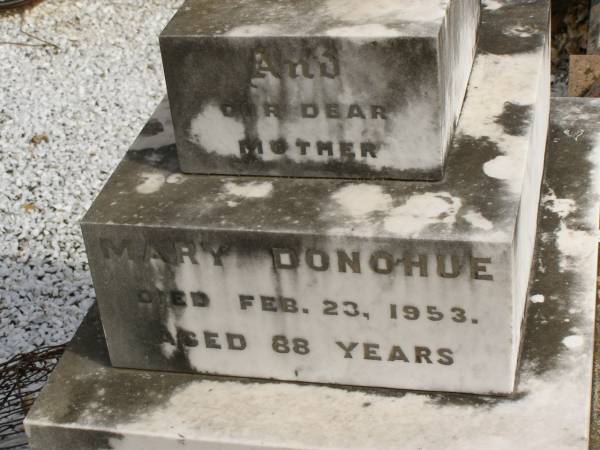 And
OUR DEAR
MOTHER
MARY DONOHUE
DIED FEB. 23, 1953.
AGED 88 YEARS